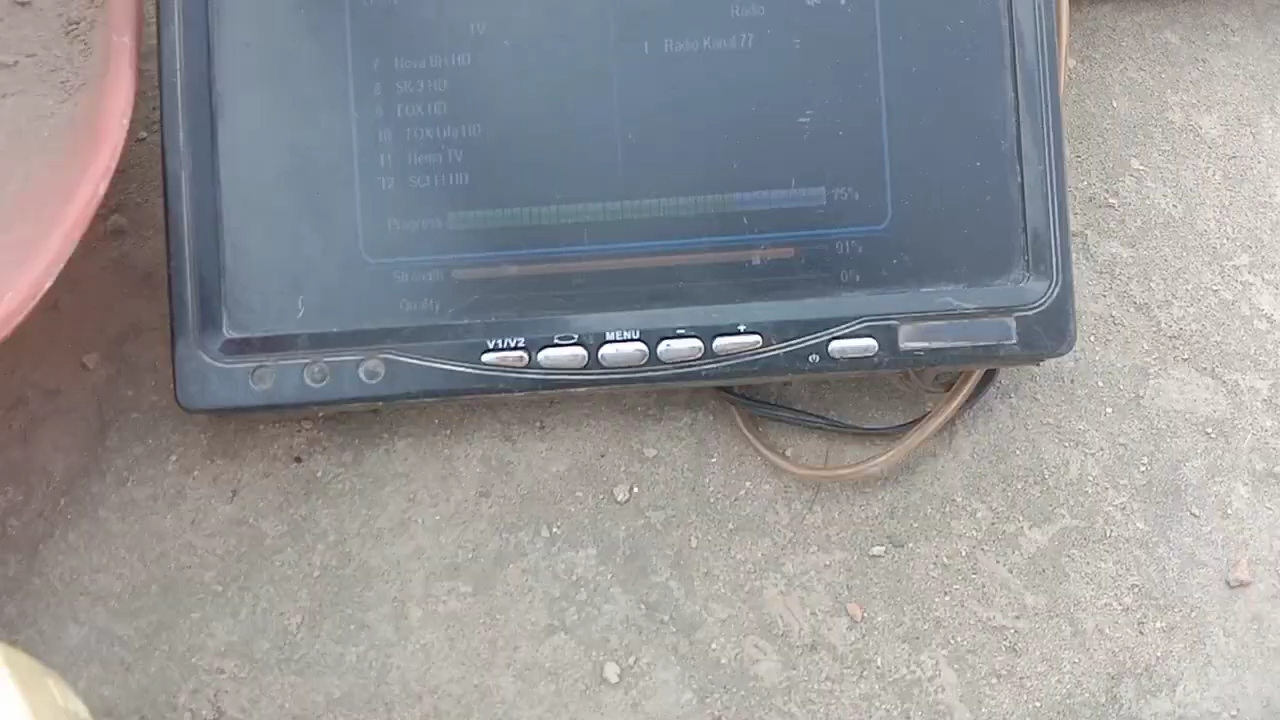 TV
Radio
7 Nova BH HD
1 Radio Kanal 77
8 SK 3 HD
9 FOX HD
10 FOX Life HD
11 Hema TV
12 SCI FI HD
Progress 75%
Strength 91%
Quality 0%
V1/V2 MENU - +